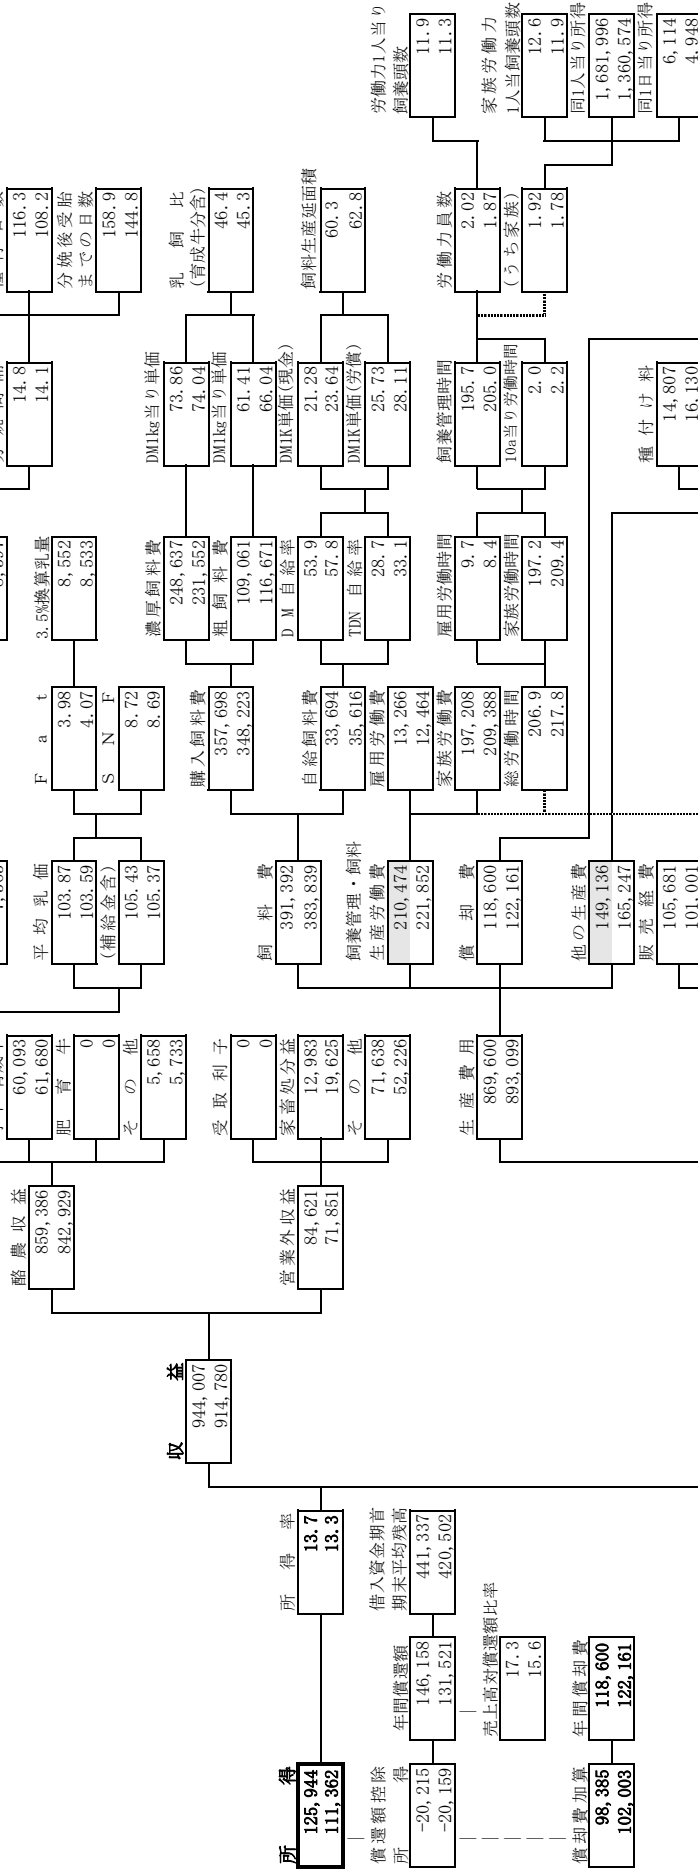 所 得
125,944
111,362
償還額控除
所 得
-20,215
-20,159
償却費加算
98,385
102,003
年間償還額
146,158
131,521
売上高対償還額比率
17.3
15.6
年間償却費
118,600
122,161
所 得 率
13.7
13.3
借入資金期首
期末平均残高
441,337
420,502
収 益
944,007
914,780
酪農収益
859,386
842,929
営業外収益
84,621
71,851
60,093
61,680
肥育牛
0
0
その他
5,658
5,733
受取利子
0
0
家畜処分益
12,983
19,625
その他
71,638
52,226
生産費用
869,600
893,099
平均乳価
103.87
103.59
(補給金含)
105.43
105.37
飼料費
391,392
383,839
飼養管理・飼料
生産労働費
210,474
221,852
償却費
118,600
122,161
他の生産費
149,136
165,247
販売経費
105,681
101,001
Fat
3.98
4.07
SNF
8.72
8.69
購入飼料費
357,698
348,223
自給飼料費
33,694
35,616
雇用労働費
13,266
12,464
家族労働費
197,208
209,388
総労働時間
206.9
217.8
3.5%換算乳量
8,552
8,533
濃厚飼料費
248,637
231,552
粗飼料費
109,061
116,671
DM自給率
53.9
57.8
TDN自給率
28.7
33.1
雇用労働時間
9.7
8.4
家族労働時間
197.2
209.4
14.8
14.1
DM1kg当り単価
73.86
74.04
DM1kg当り単価
61.41
66.04
DM1K単価(現金)
21.28
23.64
DM1K単価(労償)
25.73
28.11
飼養管理時間
195.7
205.0
10a当り労働時間
2.0
2.2
種付け料
14,807
16,130
116.3
108.2
分娩後受胎
までの日数
158.9
144.8
乳飼比
(育成牛分含)
46.4
45.3
飼料生産延面積
60.3
62.8
労働力員数
2.02
1.87
(うち家族)
1.92
1.78
労働力1人当り
飼養頭数
11.9
11.3
家族労働力
1人当飼養頭数
12.6
11.9
同1人当り所得
1,681,996
1,360,574
同1日当り所得
6,114
4,948